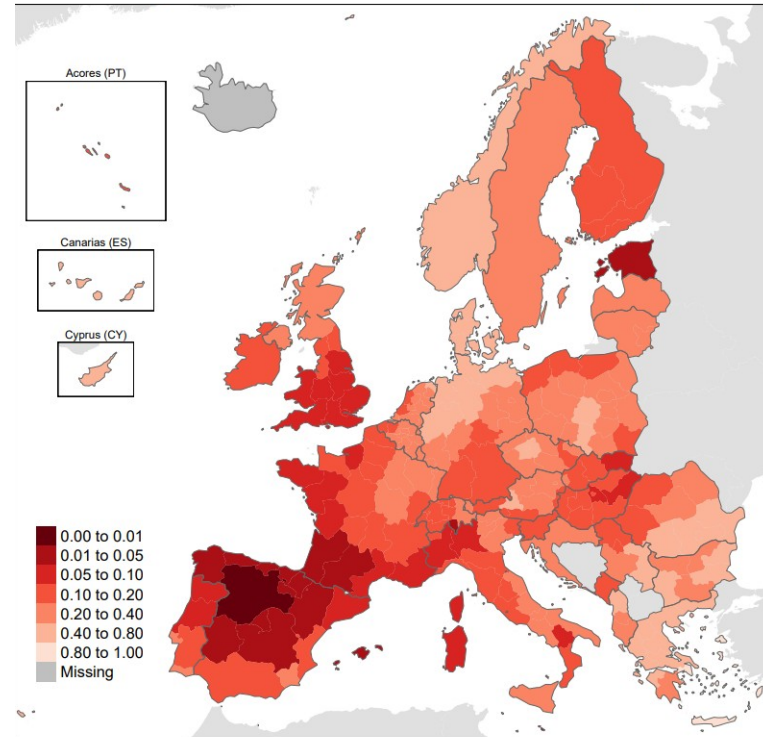 Acores (PT)
Canarias (ES)
Cyprus (CY)
0.00 to 0.01
0.01 to 0.05
0.05 to 0.10
0.10 to 0.20
0.20 to 0.40
0.40 to 0.80
0.80 to 1.00
Missing